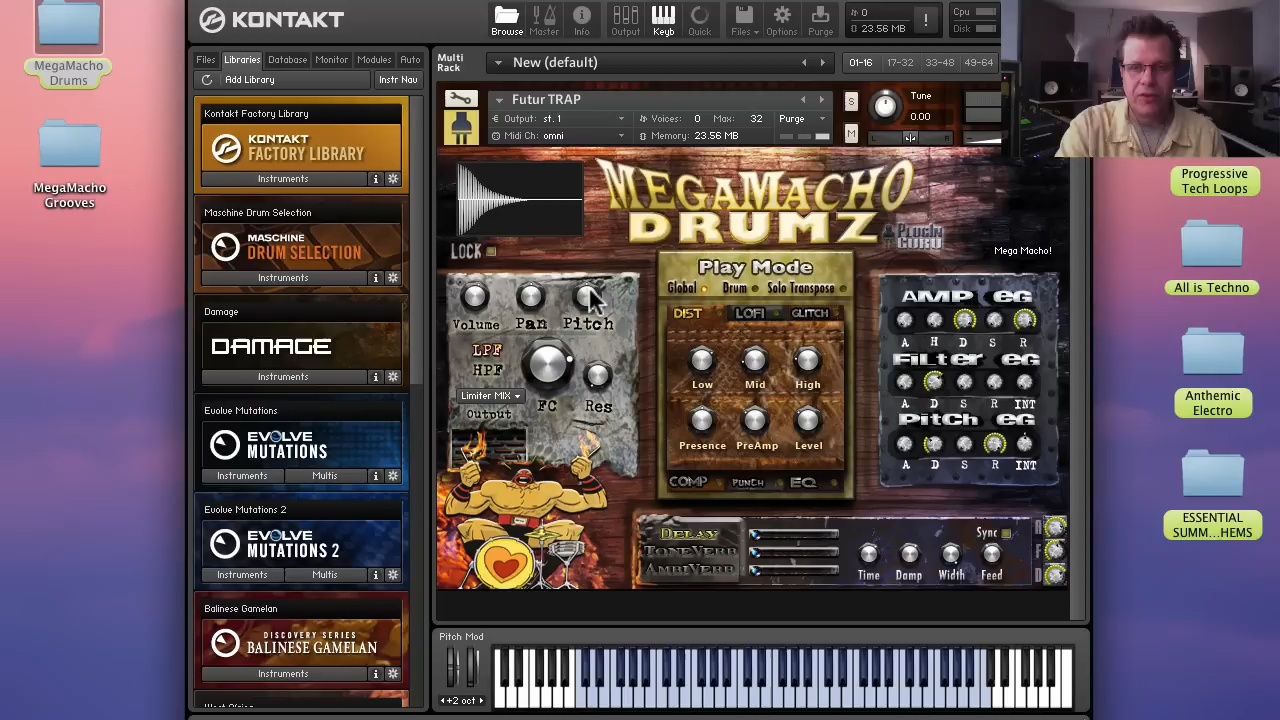 MegaMacho
Drums
MegaMacho
Grooves
KONTAKT
Browse
Master
Info
Output
Keyb
Quick
Files
Options
Purge
0
23.56 MB
!
Cpu
Disk
Files
Libraries
Database
Monitor
Modules
Auto
Add Library
Instr Nav
Kontakt Factory Library
KONTAKT
FACTORY LIBRARY
Instruments
Maschine Drum Selection
MASCHINE
DRUM SELECTION
Instruments
Damage
DAMAGE
Instruments
Evolve Mutations
EVOLVE
MUTATIONS
Instruments
Multis
Evolve Mutations 2
EVOLVE
MUTATIONS 2
Instruments
Multis
Balinese Gamelan
DISCOVERY SERIES
BALINESE GAMELAN
Instruments
Multi
Rack
New (default)
01-16
17-32
33-48
49-64
Futur TRAP
Output: st. 1
Voices: 0 Max: 32
Purge
Midi Ch: omni
Memory: 23.56 MB
S
M
Tune
0.00
L
R
MEGAMACHO
DRUMZ
PlugIn
GURU
Mega Macho!
LOCK
Volume
Pan
Pitch
LPF
HPF
Limiter MIX
Output
FC
Res
Play Mode
Global
Drum
Solo Transpose
DIST
LOFI
GLITCH
Low
Mid
High
Presence
PreAmp
Level
COMP
PUNCH
EQ
AMP EG
A H D S R
FilTer EG
A D S R INT
PitCh EG
A D S R INT
DELAY
ToneVerb
AmbiVerb
Sync
Time
Damp
Width
Feed
Pitch Mod
+2 oct
Progressive
Tech Loops
All is Techno
Anthemic
Electro
ESSENTIAL
SUMM...HEMS